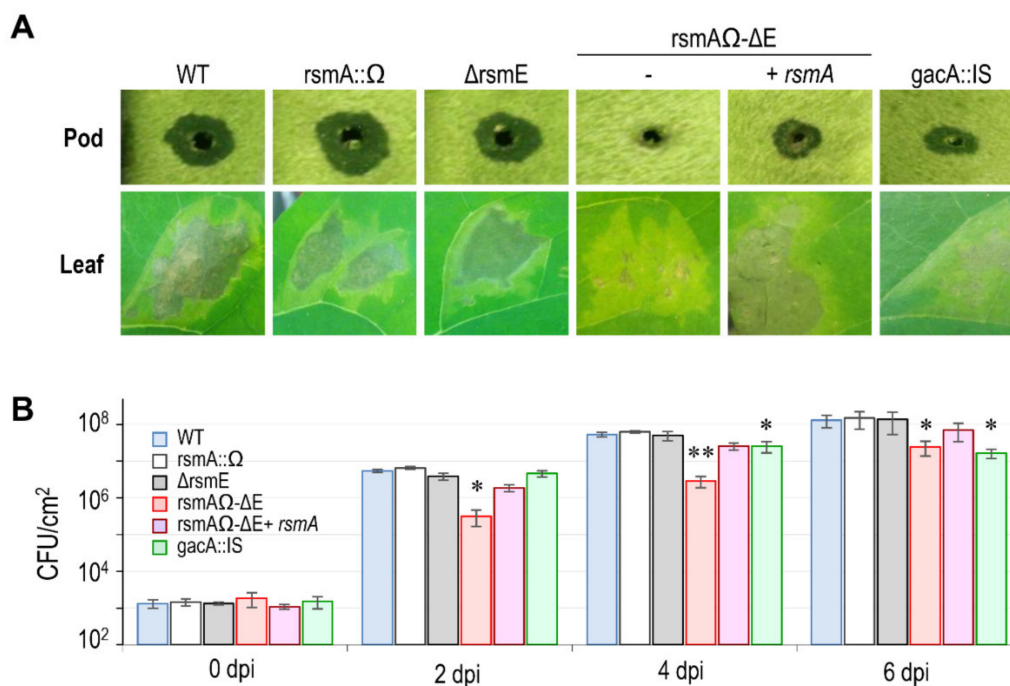 A
rsmAΩ-ΔE
WT rsmA::Ω ΔrsmE - + rsmA gacA::IS
Pod
Leaf
B
CFU/cm²
10⁸
10⁶
10⁴
10²
WT
rsmA::Ω
ΔrsmE
rsmAΩ-ΔE
rsmAΩ-ΔE+ rsmA
gacA::IS
* ** * * *
0 dpi 2 dpi 4 dpi 6 dpi